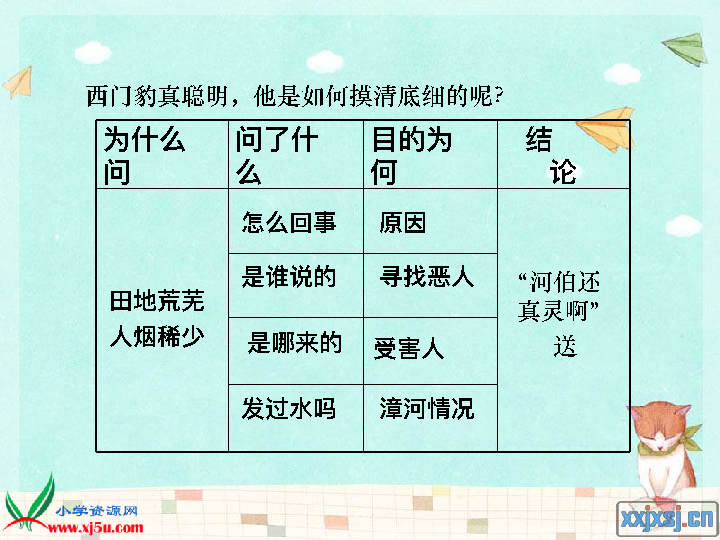 西门豹真聪明，他是如何摸清底细的呢？
为什么问
问了什么
目的为何
结论
田地荒芜
人烟稀少
怎么回事
原因
是谁说的
寻找恶人
是哪来的
受害人
发过水吗
漳河情况
“河伯还
真灵啊”
送
小学资源网
www.xj5u.com
xxjxsj.cn